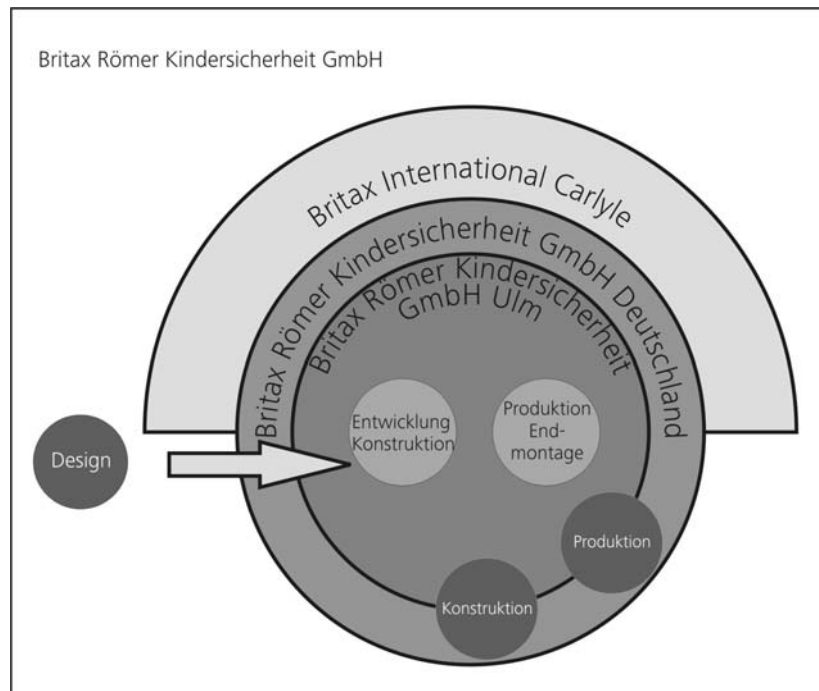 Britax Römer Kindersicherheit GmbH
Britax International Carlyle
Britax Römer Kindersicherheit GmbH Deutschland
Britax Römer Kindersicherheit
GmbH Ulm
Entwicklung
Konstruktion
Produktion
End-
montage
Design
Produktion
Konstruktion